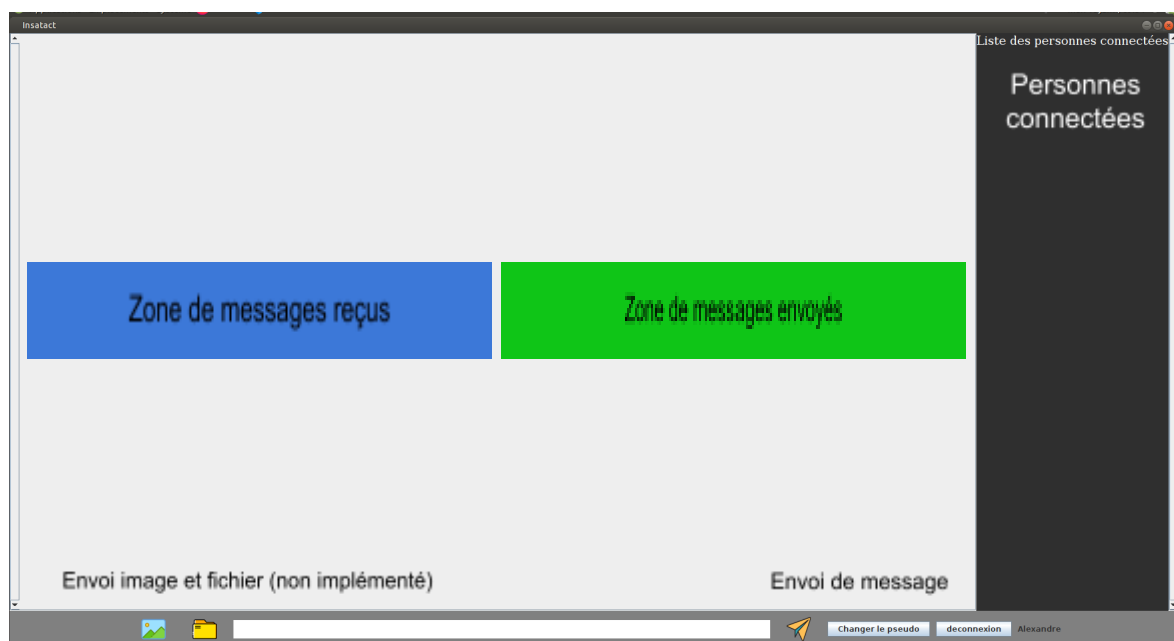 Insatact
Liste des personnes connectées
Personnes
connectées
Zone de messages reçus
Zone de messages envoyés
Envoi image et fichier (non implémenté)
Envoi de message
Changer le pseudo
deconnexion
Alexandre